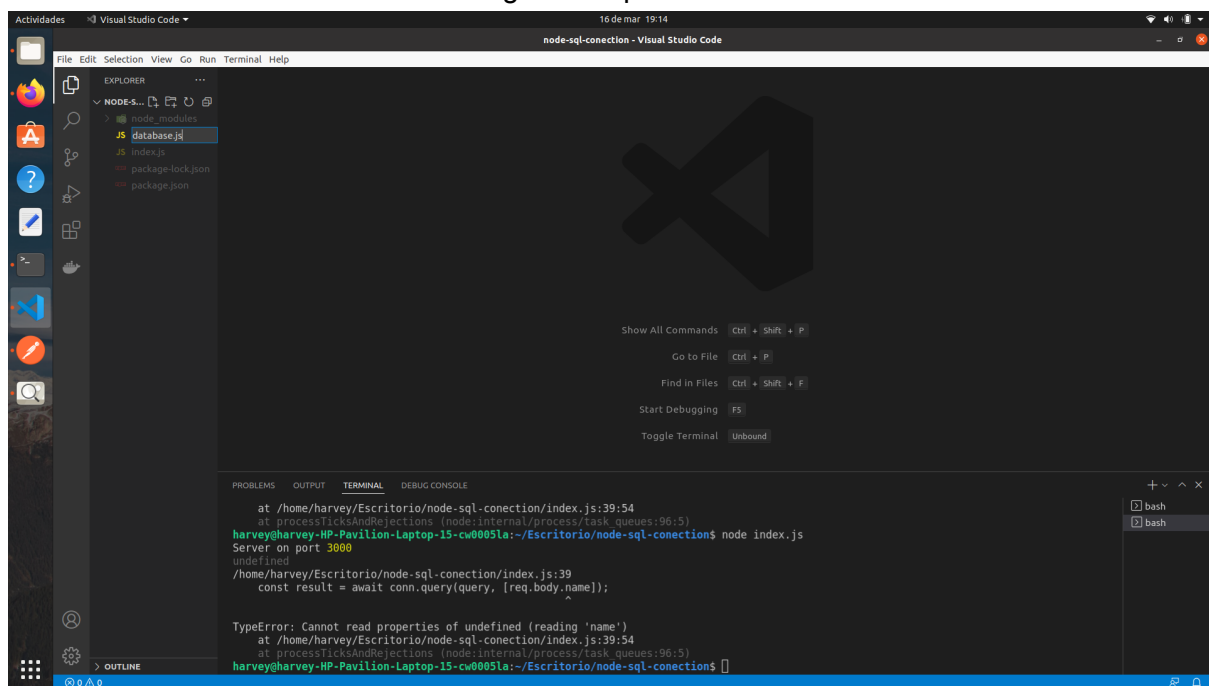 Actividades Visual Studio Code 16 de mar 19:14
node-sql-conection - Visual Studio Code
File Edit Selection View Go Run Terminal Help
EXPLORER ...
NODE-S...
node_modules
JS database.js
JS index.js
package-lock.json
package.json
Show All Commands Ctrl + Shift + P
Go to File Ctrl + P
Find in Files Ctrl + Shift + F
Start Debugging F5
Toggle Terminal Unbound
PROBLEMS OUTPUT TERMINAL DEBUG CONSOLE
bash
bash
at /home/harvey/Escritorio/node-sql-conection/index.js:39:54
at processTicksAndRejections (node:internal/process/task_queues:96:5)
harvey@harvey-HP-Pavilion-Laptop-15-cw0005la:~/Escritorio/node-sql-conection$ node index.js
Server on port 3000
undefined
/home/harvey/Escritorio/node-sql-conection/index.js:39
const result = await conn.query(query, [req.body.name]);
^
TypeError: Cannot read properties of undefined (reading 'name')
at /home/harvey/Escritorio/node-sql-conection/index.js:39:54
at processTicksAndRejections (node:internal/process/task_queues:96:5)
harvey@harvey-HP-Pavilion-Laptop-15-cw0005la:~/Escritorio/node-sql-conection$
OUTLINE
0 0